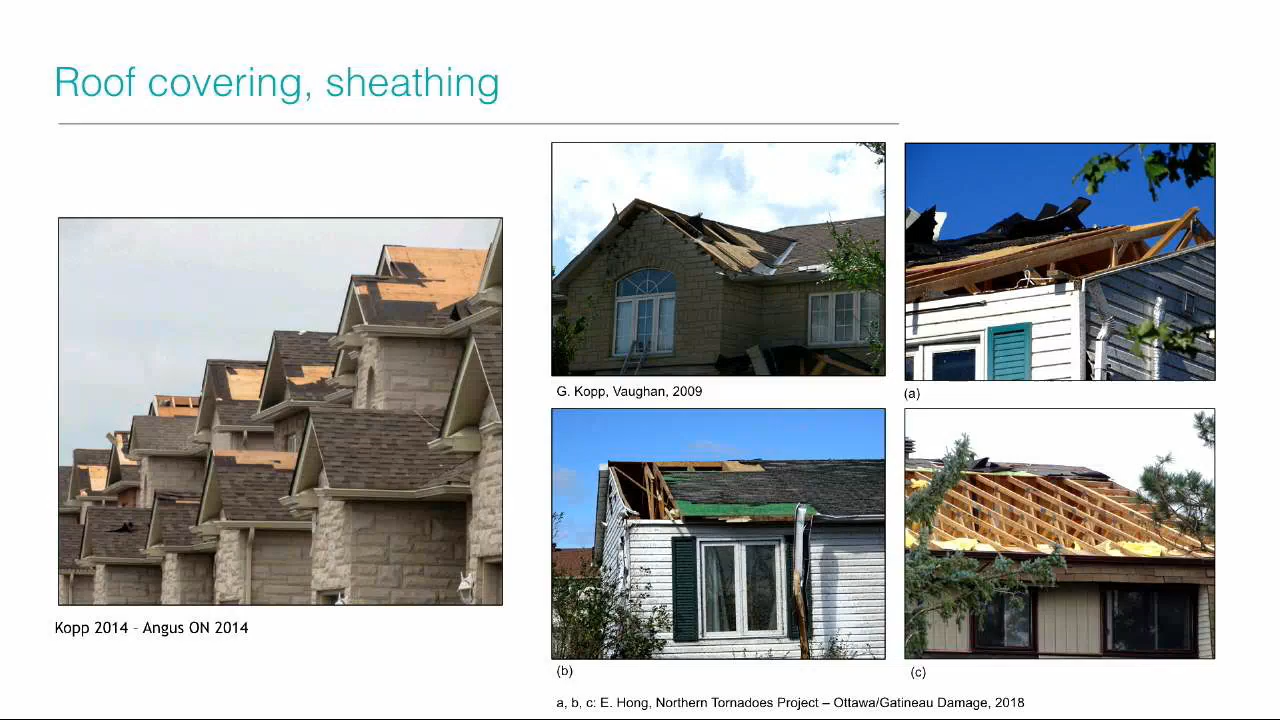 Roof covering, sheathing
Kopp 2014 – Angus ON 2014
G. Kopp, Vaughan, 2009
(a)
(b)
(c)
a, b, c: E. Hong, Northern Tornadoes Project – Ottawa/Gatineau Damage, 2018